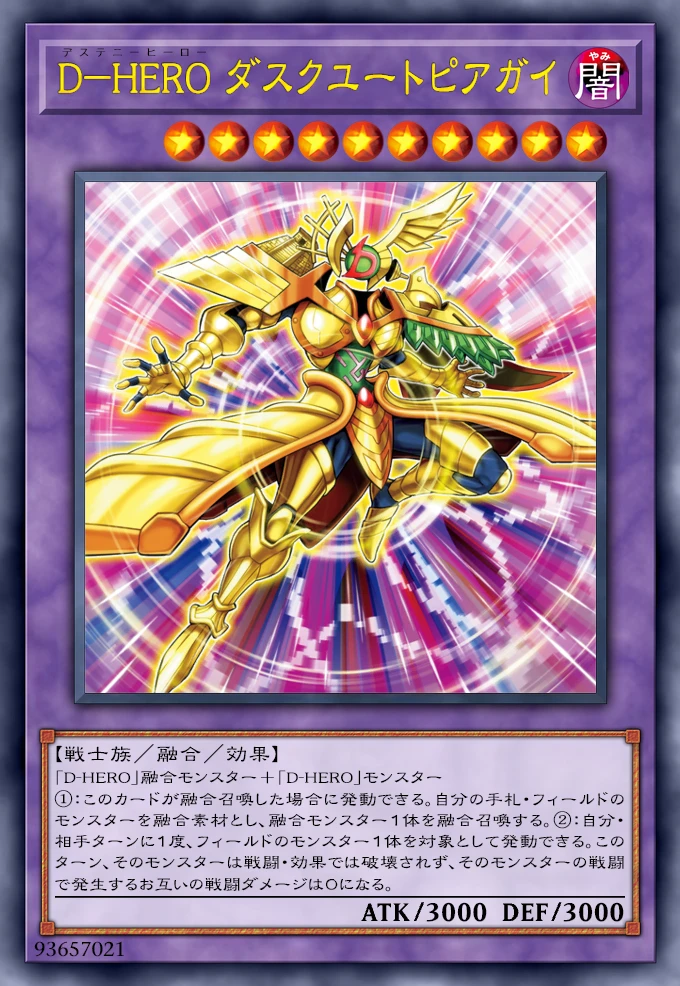 デステニーヒーロー
D-HERO ダスクユートピアガイ
やみ
闇
D
【戦士族/融合/効果】
「D-HERO」融合モンスター+「D-HERO」モンスター
①:このカードが融合召喚した場合に発動できる。自分の手札・フィールドの
モンスターを融合素材とし、融合モンスター1体を融合召喚する。②:自分・
相手ターンに1度、フィールドのモンスター1体を対象として発動できる。この
ターン、そのモンスターは戦闘・効果では破壊されず、そのモンスターの戦闘
で発生するお互いの戦闘ダメージは0になる。
ATK/3000 DEF/3000
93657021